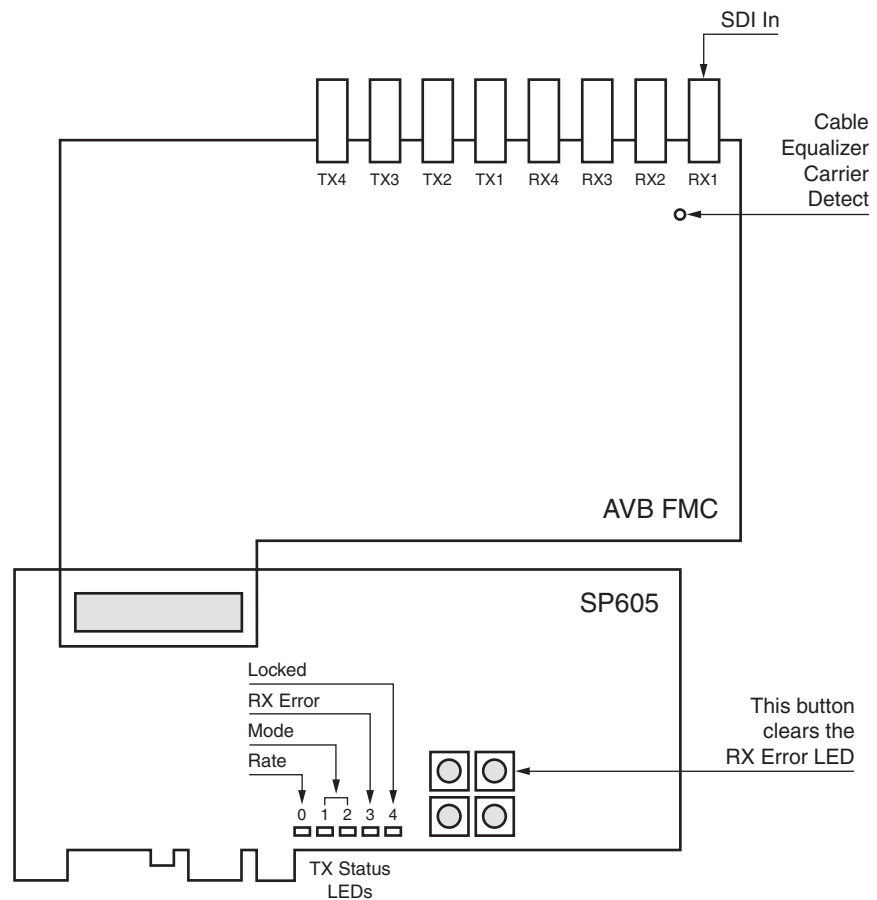 SDI In
Cable
Equalizer
Carrier
Detect
TX4 TX3 TX2 TX1 RX4 RX3 RX2 RX1
AVB FMC
SP605
Locked
RX Error
Mode
Rate
This button
clears the
RX Error LED
0 1 2 3 4
TX Status
LEDs